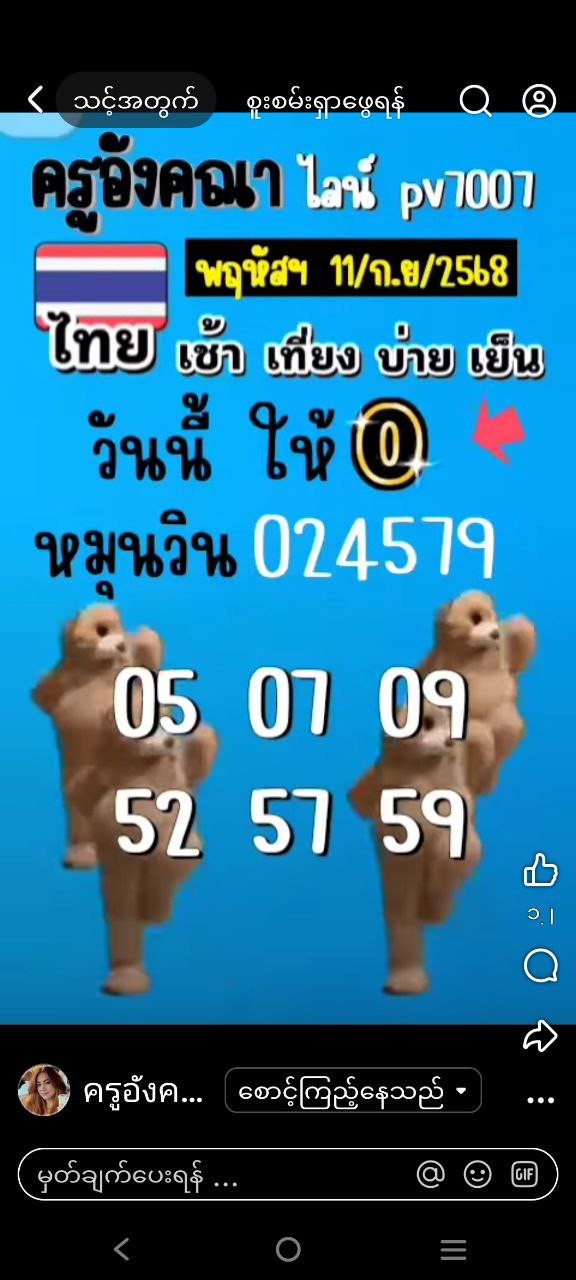 သင့်အတွက် စူးစမ်းရှာဖွေရန်
ครูอังคณา ไลน์ pv7007
พฤหัสฯ 11/ก.ย/2568
ไทย เช้า เที่ยง บ่าย เย็น
วันนี้ ให้ 0
หมุนวิน 024579
05 07 09
52 57 59
ครูอังค... စောင့်ကြည့်နေသည်
မှတ်ချက်ပေးရန် ...
GIF